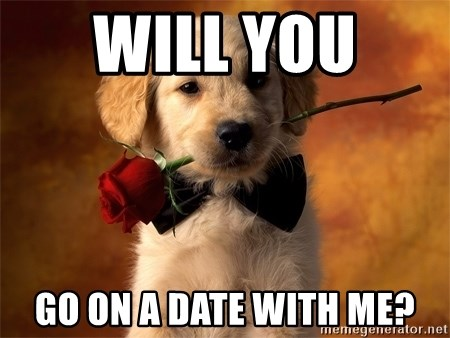 WILL YOU
GO ON A DATE WITH ME?
memegenerator.net